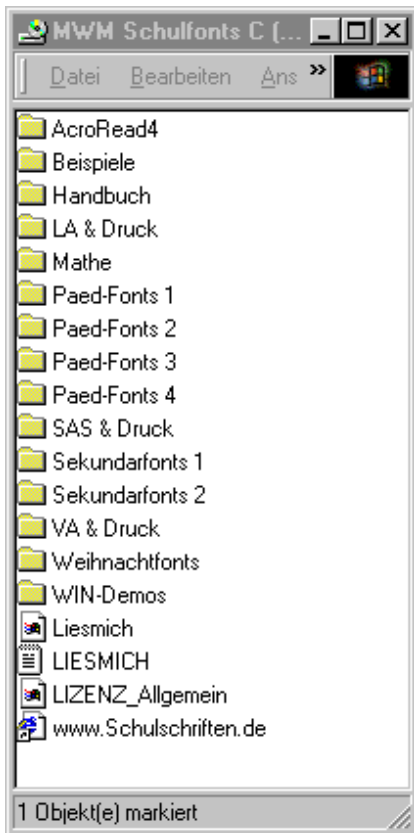 MWM Schulfonts C (...
Datei Bearbeiten Ans »
AcroRead4
Beispiele
Handbuch
LA & Druck
Mathe
Paed-Fonts 1
Paed-Fonts 2
Paed-Fonts 3
Paed-Fonts 4
SAS & Druck
Sekundarfonts 1
Sekundarfonts 2
VA & Druck
Weihnachtfonts
WIN-Demos
Liesmich
LIESMICH
LIZENZ_Allgemein
www.Schulschriften.de
1 Objekt(e) markiert